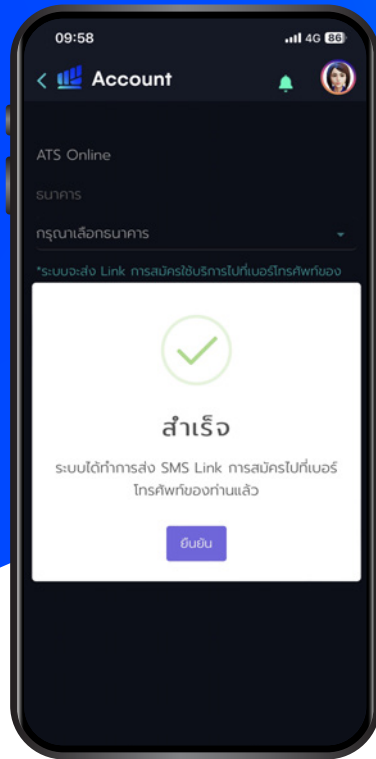 09:58
4G 86
Account
ATS Online
ธนาคาร
กรุณาเลือกธนาคาร
*ระบบจะส่ง Link การสมัครใช้บริการไปที่เบอร์โทรศัพท์ของ
สำเร็จ
ระบบได้ทำการส่ง SMS Link การสมัครไปที่เบอร์
โทรศัพท์ของท่านแล้ว
ยืนยัน